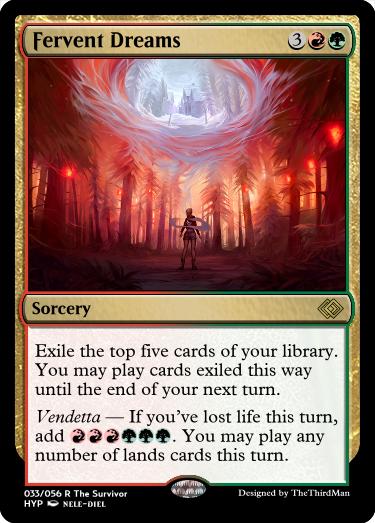 Fervent Dreams 3
Sorcery
Exile the top five cards of your library.
You may play cards exiled this way
until the end of your next turn.
Vendetta — If you've lost life this turn,
add. You may play any
number of lands cards this turn.
033/056 R The Survivor
Designed by TheThirdMan
HYP NELE-DIEL